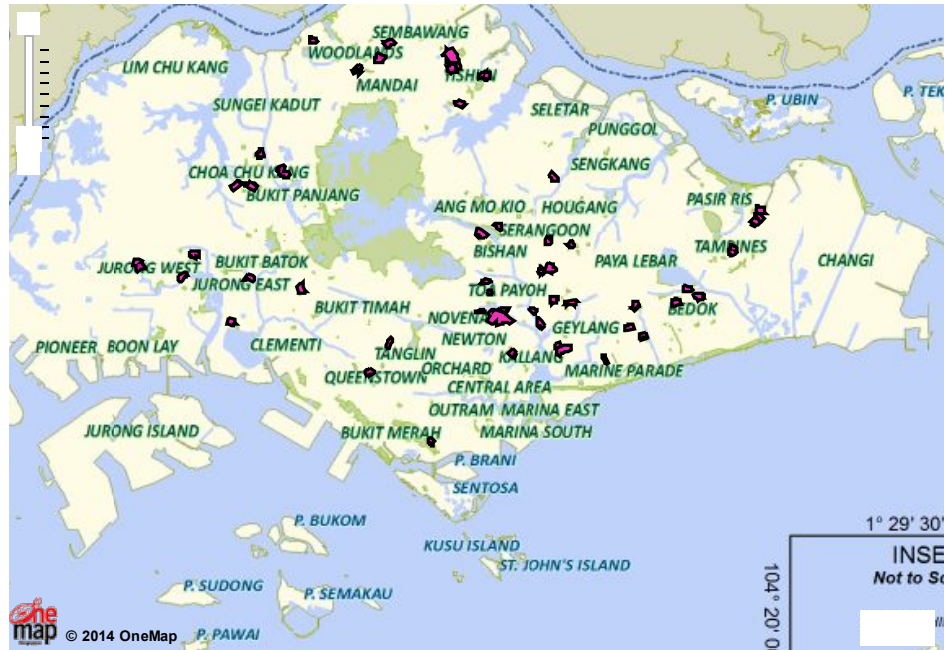 SEMBAWANG
WOODLANDS
LIM CHU KANG
MANDAI
SUNGEI KADUT
SELETAR
P. UBIN
P. TEK
PUNGGOL
SENGKANG
CHOA CHU KANG
BUKIT PANJANG
PASIR RIS
ANG MO KIO
HOUGANG
SERANGOON
BISHAN
TAMPINES
JURONG WEST
BUKIT BATOK
PAYA LEBAR
CHANGI
JURONG EAST
TOA PAYOH
BUKIT TIMAH
BEDOK
NOVENA
GEYLANG
NEWTON
PIONEER
BOON LAY
CLEMENTI
TANGLIN
KALLANG
ORCHARD
MARINE PARADE
QUEENSTOWN
CENTRAL AREA
OUTRAM
MARINA EAST
JURONG ISLAND
BUKIT MERAH
MARINA SOUTH
P. BRANI
SENTOSA
P. BUKOM
1° 29' 30'
KUSU ISLAND
INSE
ST. JOHN'S ISLAND
Not to Sc
104° 20'
P. SUDONG
P. SEMAKAU
One
map
© 2014 OneMap
P. PAWAI